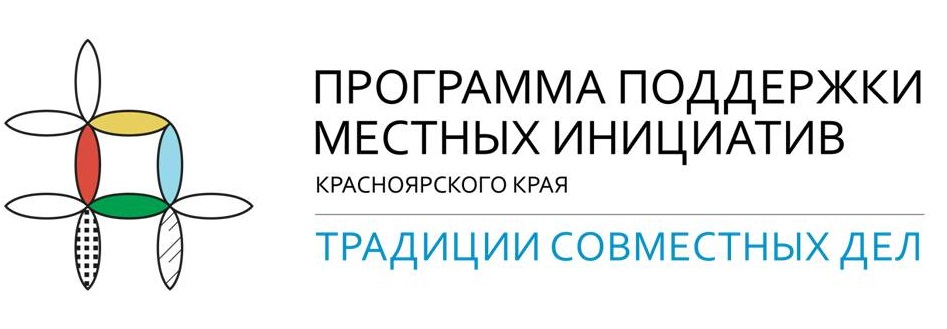 ПРОГРАММА ПОДДЕРЖКИ
МЕСТНЫХ ИНИЦИАТИВ
КРАСНОЯРСКОГО КРАЯ
ТРАДИЦИИ СОВМЕСТНЫХ ДЕЛ